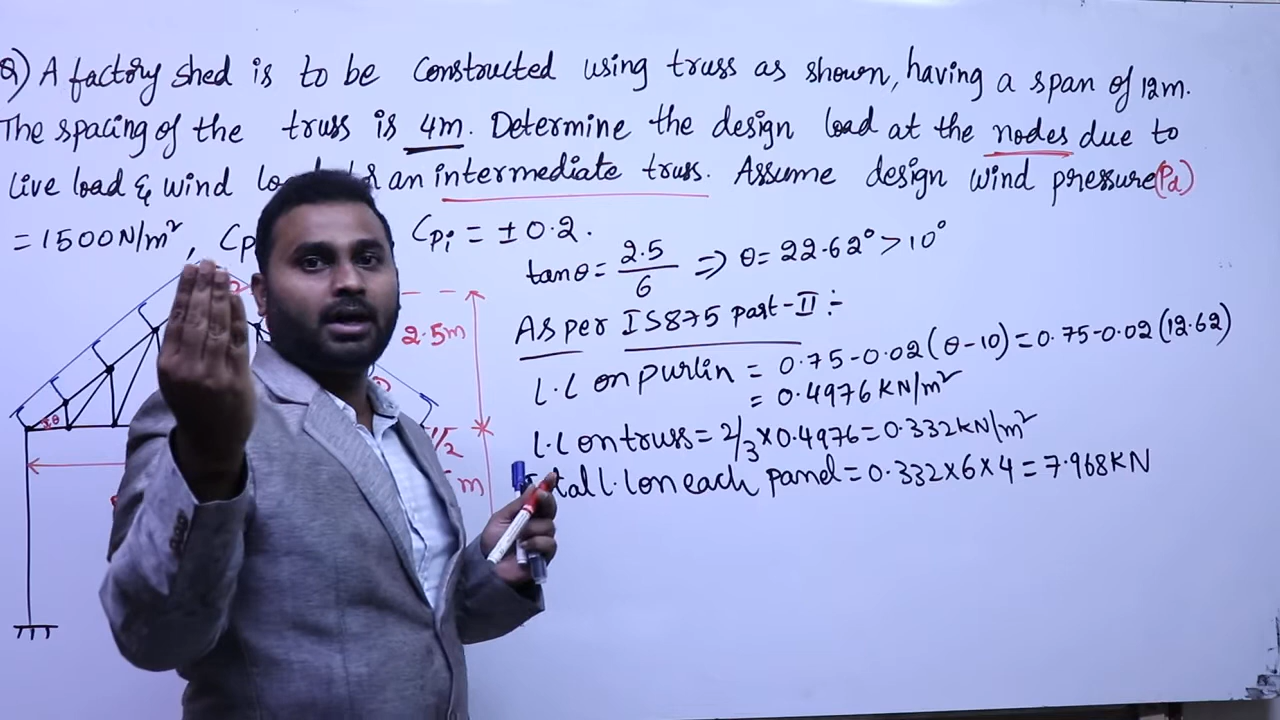 Q) A factory shed is to be constructed using truss as shown, having a span of 12m.
The spacing of the truss is 4m. Determine the design load at the nodes due to
live load & wind an intermediate truss. Assume design wind pressure (Pd)
= 1500N/m², Cp Cpi = ±0.2.
tanθ = 2.5/6 ⇒ θ = 22.62° > 10°
As per IS875 part-II :-
L.L on purlin = 0.75-0.02(θ-10) = 0.75-0.02(12.62)
= 0.4976 KN/m²
L.L on truss = 2/3 × 0.4976 = 0.332 kN/m²
L.L on each panel = 0.332×6×4 = 7.968 KN
2.5m
θ
1/2
m